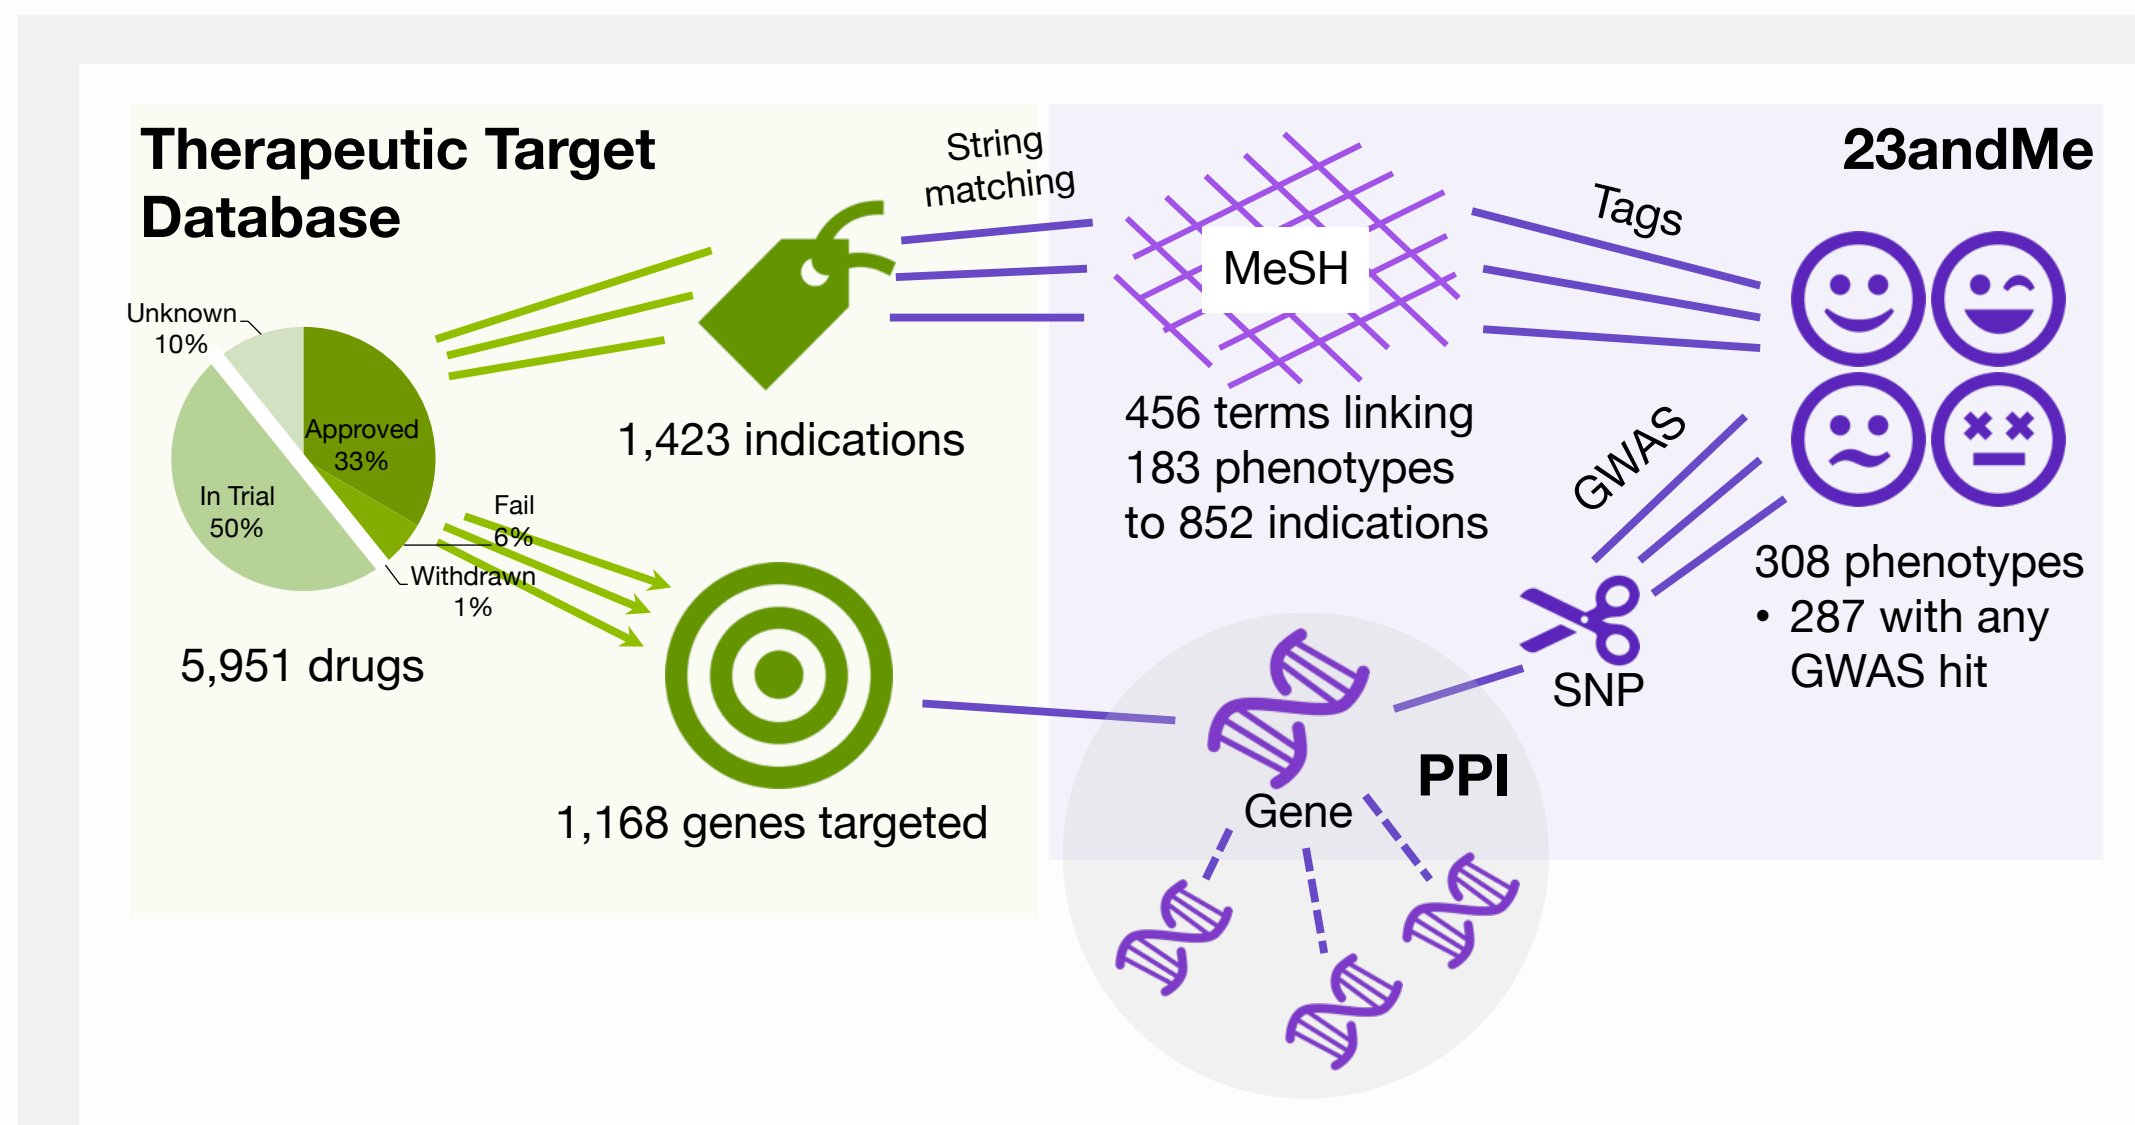 Therapeutic Target
Database
Unknown
10%
Approved
33%
In Trial
50%
Fail
6%
Withdrawn
1%
5,951 drugs
1,423 indications
1,168 genes targeted
String
matching
MeSH
456 terms linking
183 phenotypes
to 852 indications
23andMe
Tags
GWAS
308 phenotypes
• 287 with any
GWAS hit
SNP
PPI
Gene